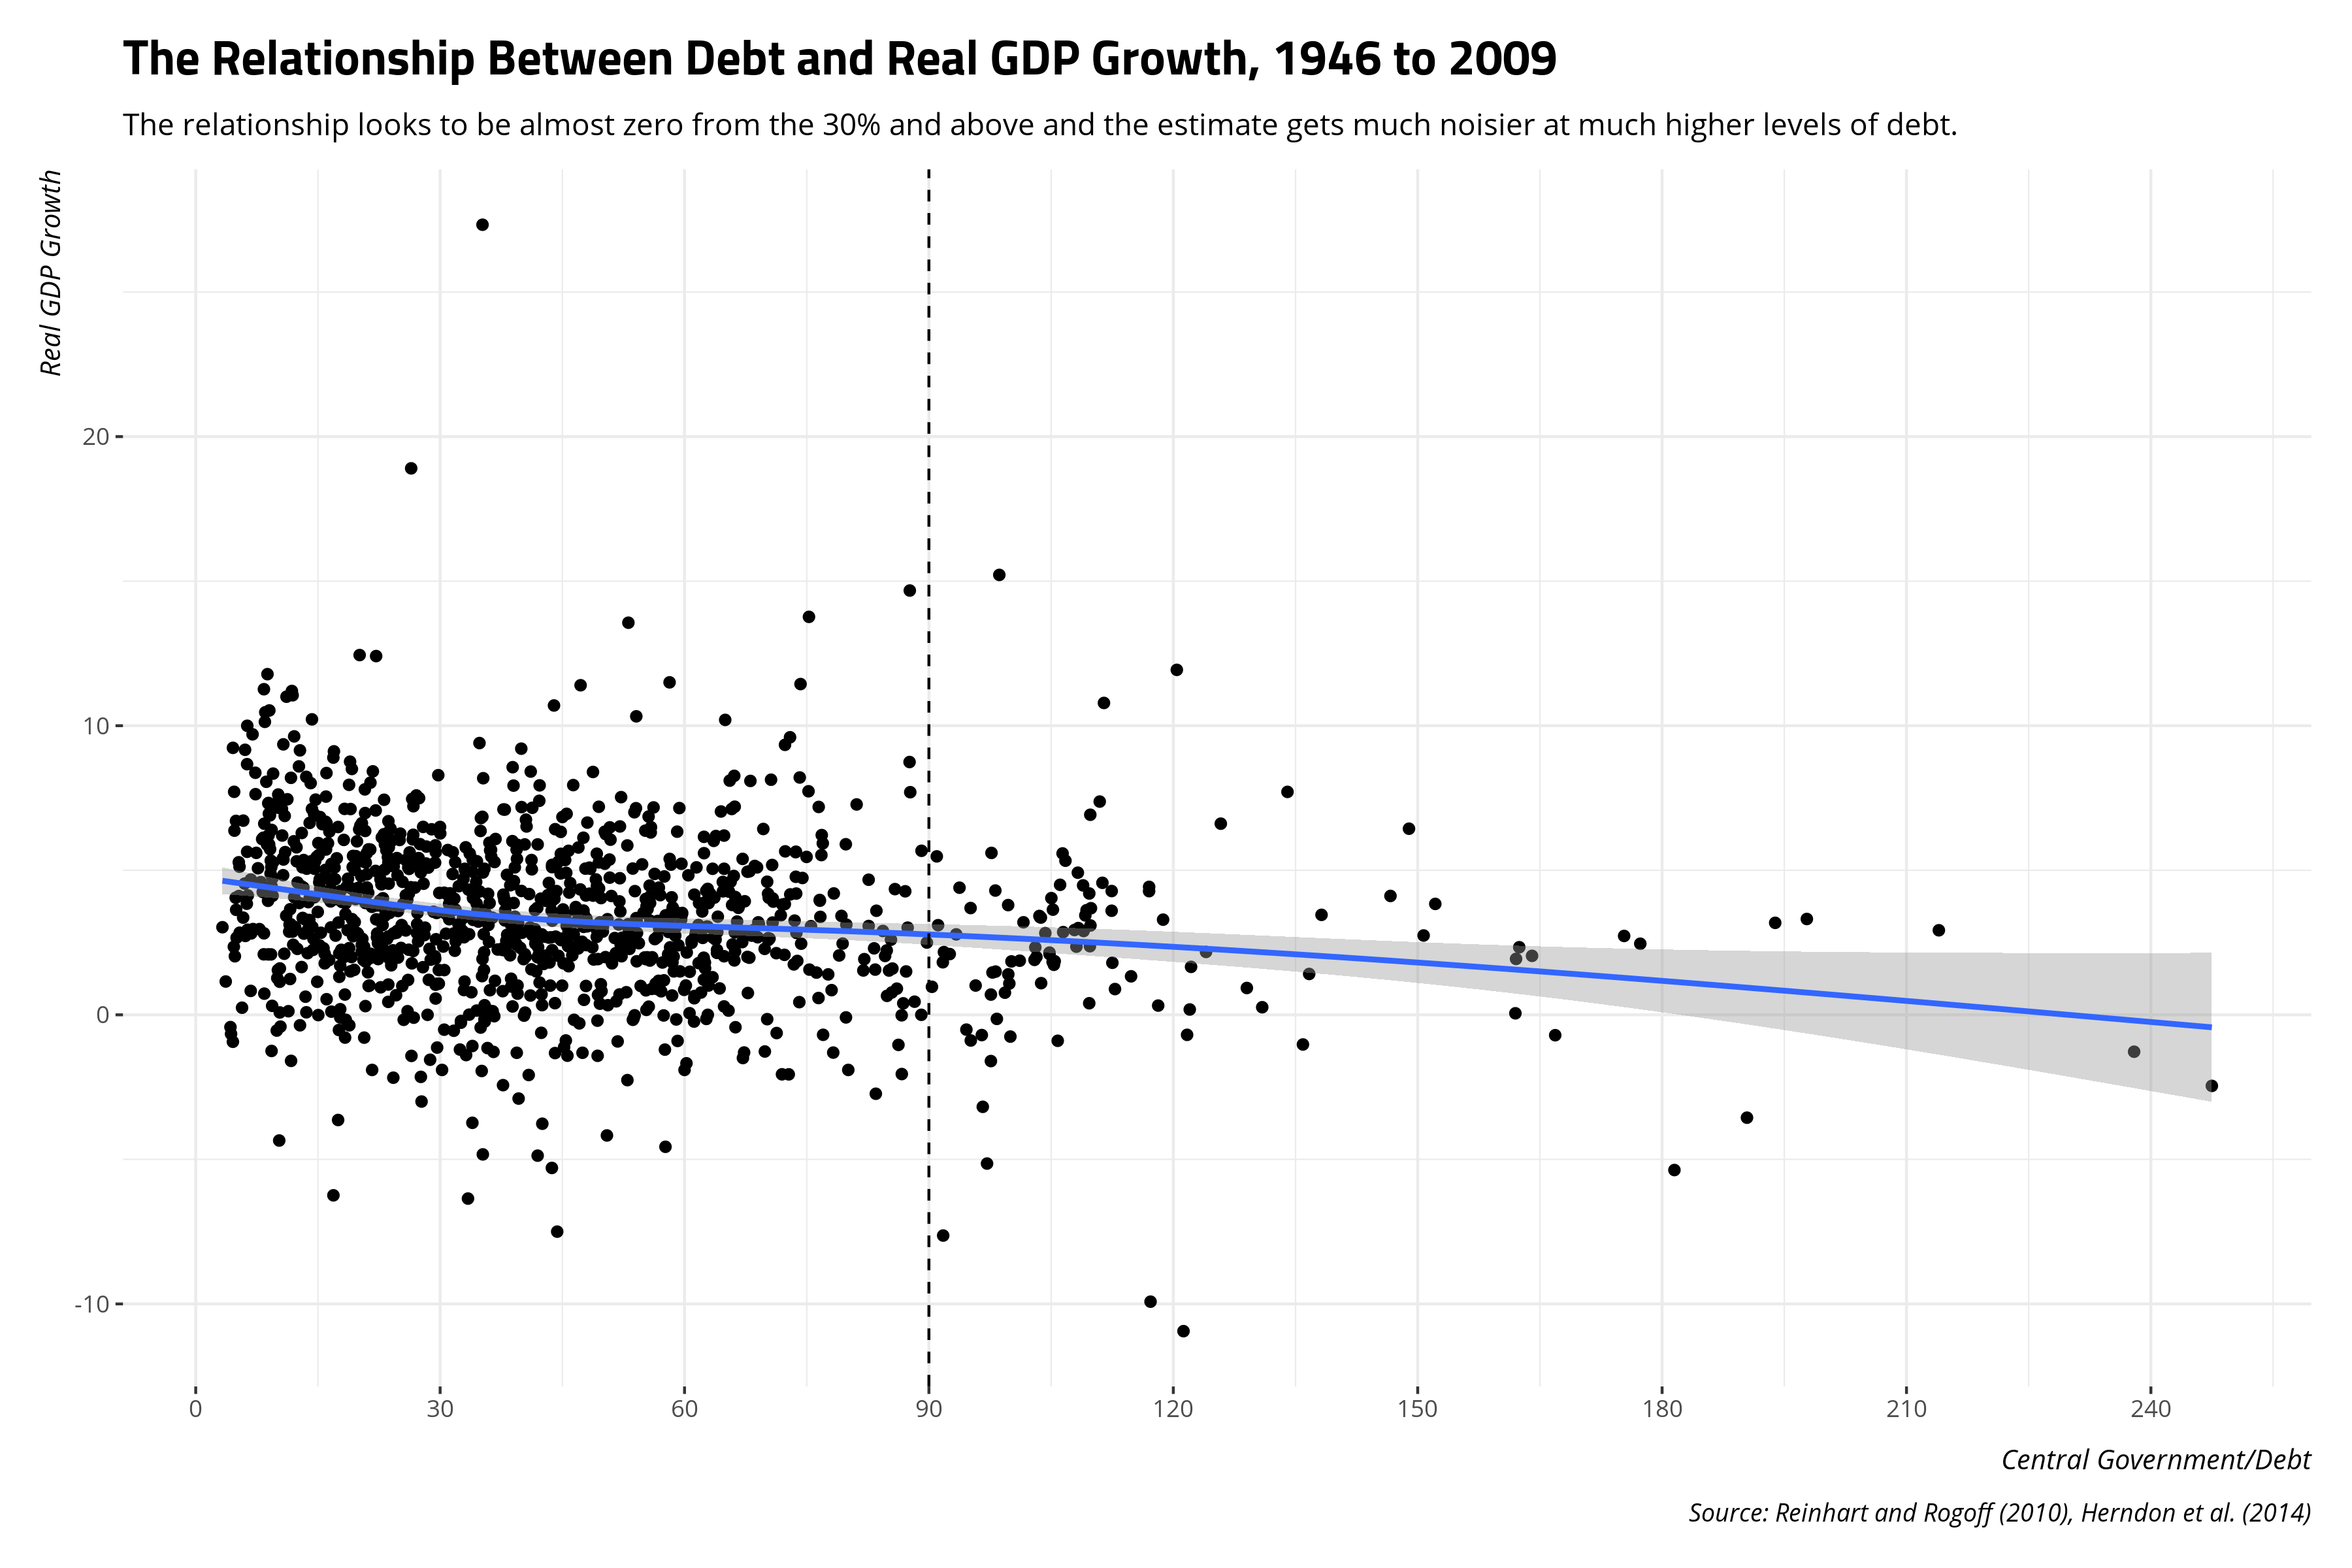 The Relationship Between Debt and Real GDP Growth, 1946 to 2009
The relationship looks to be almost zero from the 30% and above and the estimate gets much noisier at much higher levels of debt.
Real GDP Growth
20
10
0
-10
0 30 60 90 120 150 180 210 240
Central Government/Debt
Source: Reinhart and Rogoff (2010), Herndon et al. (2014)